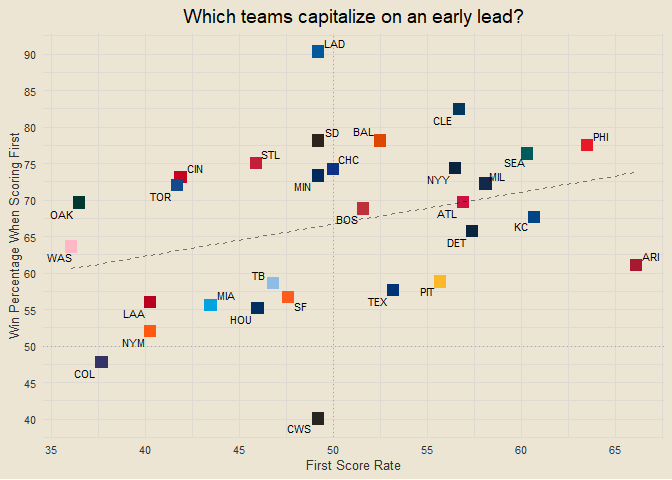 Which teams capitalize on an early lead?
Win Percentage When Scoring First
90
85
80
75
70
65
60
55
50
45
40
LAD
CLE
SD
BAL
PHI
SEA
STL
CHC
CIN
MIN
NYY
MIL
TOR
OAK
BOS
ATL
KC
DET
WAS
ARI
TB
PIT
TEX
MIA
SF
LAA
HOU
NYM
COL
CWS
35
40
45
50
55
60
65
First Score Rate